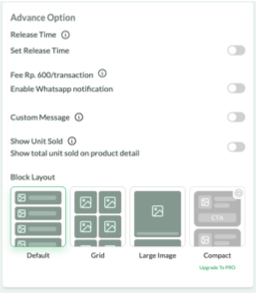 Advance Option
Release Time
Set Release Time
Fee Rp. 600/transaction
Enable Whatsapp notification
Custom Message
Show Unit Sold
Show total unit sold on product detail
Block Layout
CTA
Default
Grid
Large Image
Compact
Upgrade To PRO